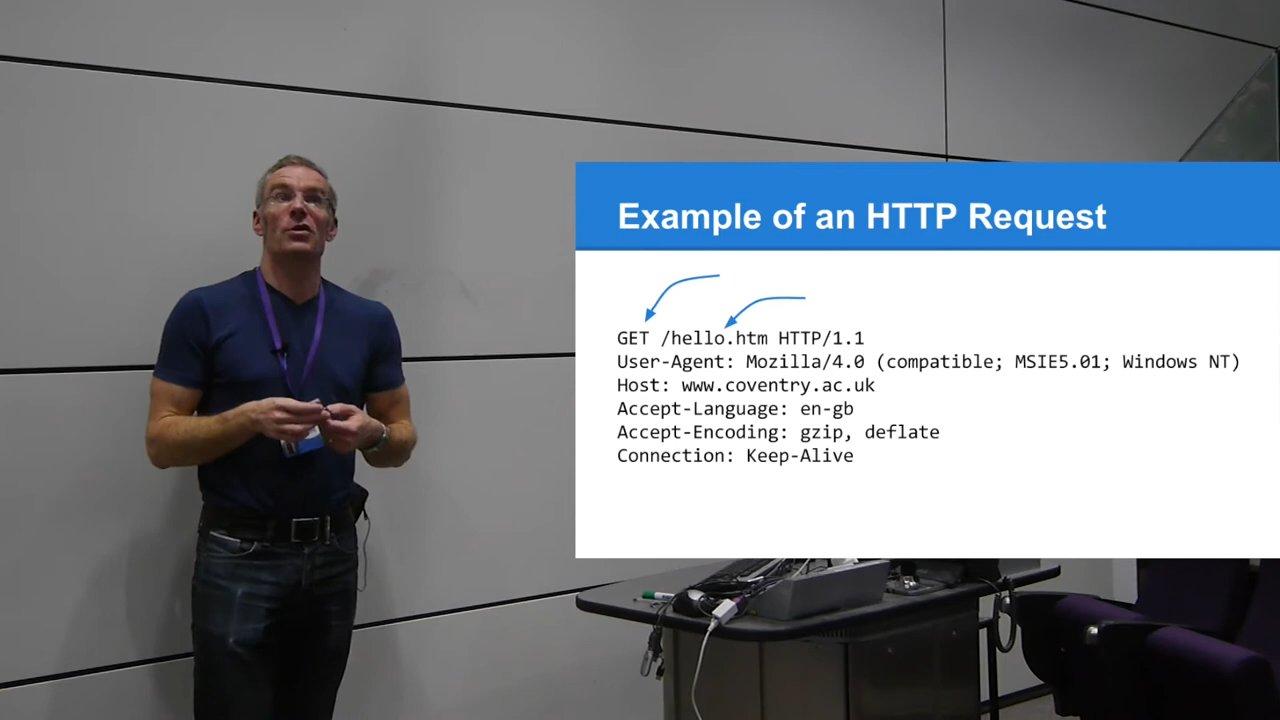 Example of an HTTP Request
GET /hello.htm HTTP/1.1
User-Agent: Mozilla/4.0 (compatible; MSIE5.01; Windows NT)
Host: www.coventry.ac.uk
Accept-Language: en-gb
Accept-Encoding: gzip, deflate
Connection: Keep-Alive